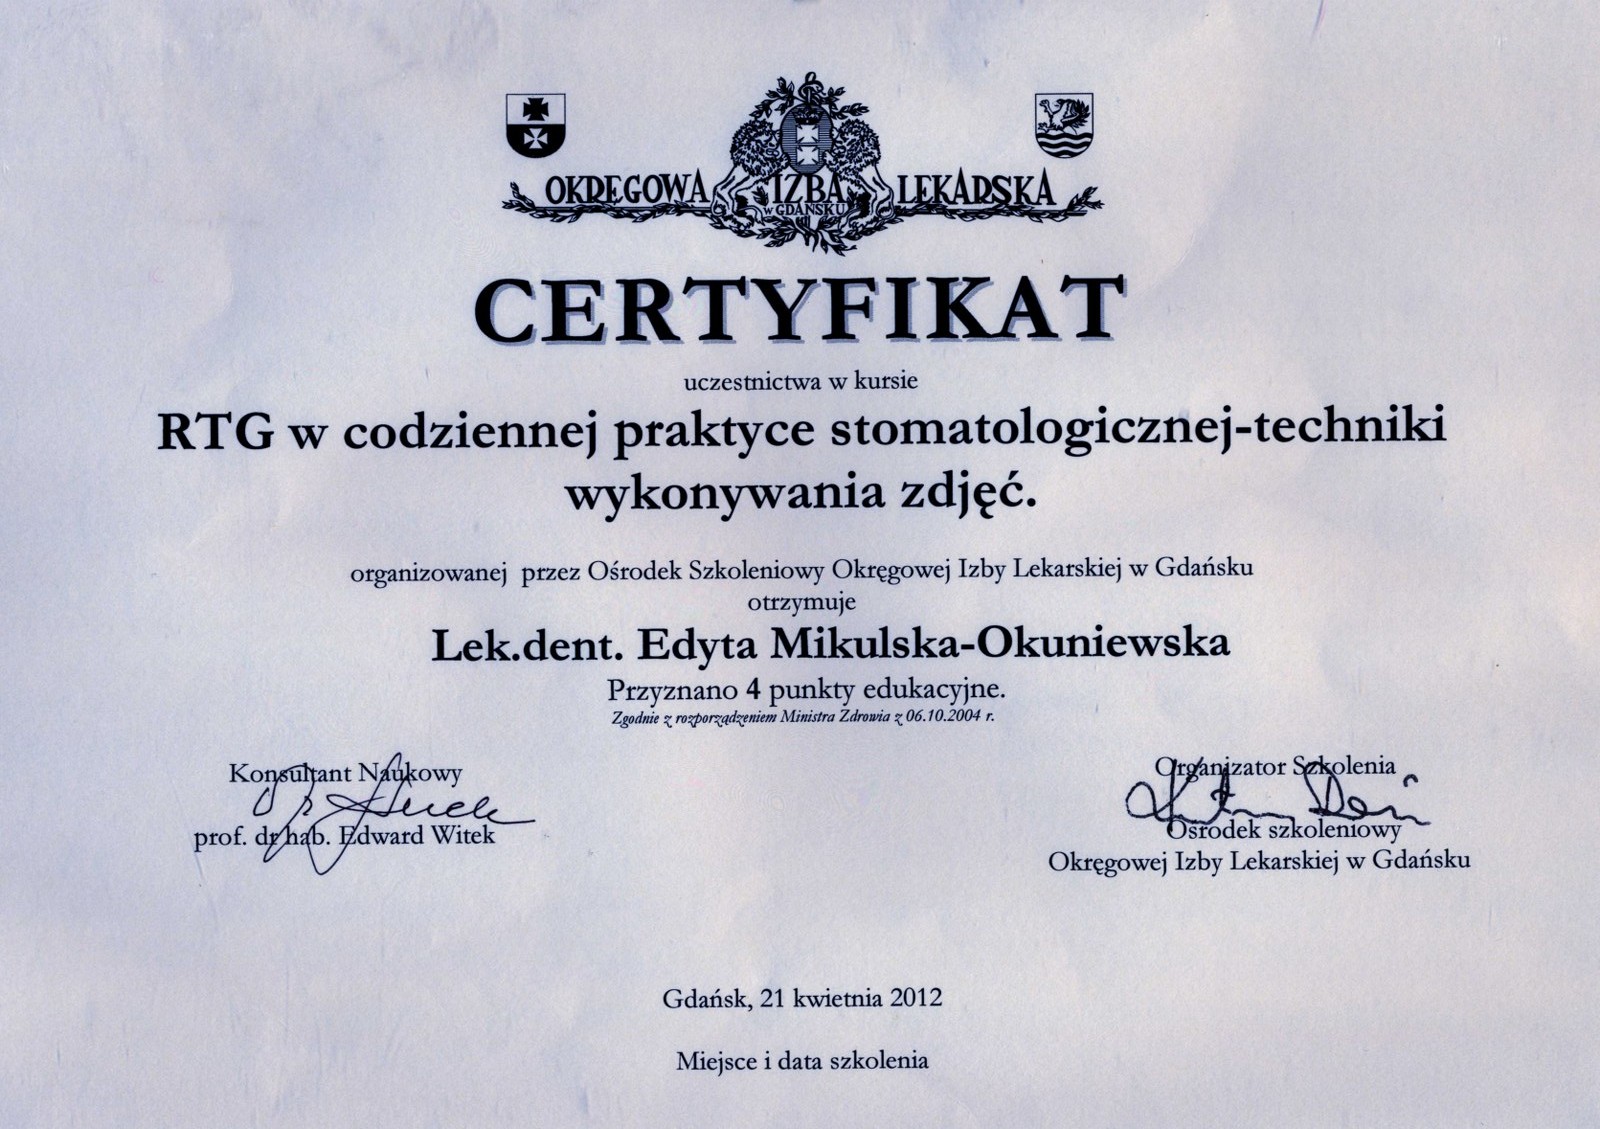 OKRĘGOWA IZBA LEKARSKA
W GDAŃSKU
CERTYFIKAT
uczestnictwa w kursie
RTG w codziennej praktyce stomatologicznej-techniki
wykonywania zdjęć.
organizowanej przez Ośrodek Szkoleniowy Okręgowej Izby Lekarskiej w Gdańsku
otrzymuje
Lek.dent. Edyta Mikulska-Okuniewska
Przyznano 4 punkty edukacyjne.
Zgodnie z rozporządzeniem Ministra Zdrowia z 06.10.2004 r.
Konsultant Naukowy
prof. dr hab. Edward Witek
Organizator Szkolenia
Ośrodek szkoleniowy
Okręgowej Izby Lekarskiej w Gdańsku
Gdańsk, 21 kwietnia 2012
Miejsce i data szkolenia